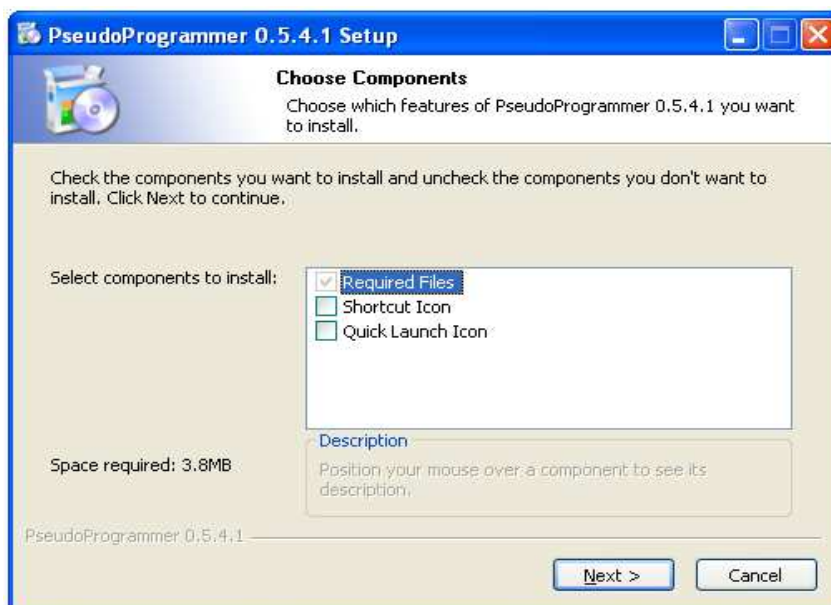 PseudoProgrammer 0.5.4.1 Setup
Choose Components
Choose which features of PseudoProgrammer 0.5.4.1 you want
to install.
Check the components you want to install and uncheck the components you don't want to
install. Click Next to continue.
Select components to install:
Required Files
Shortcut Icon
Quick Launch Icon
Space required: 3.8MB
Description
Position your mouse over a component to see its
description.
PseudoProgrammer 0.5.4.1
Next >
Cancel